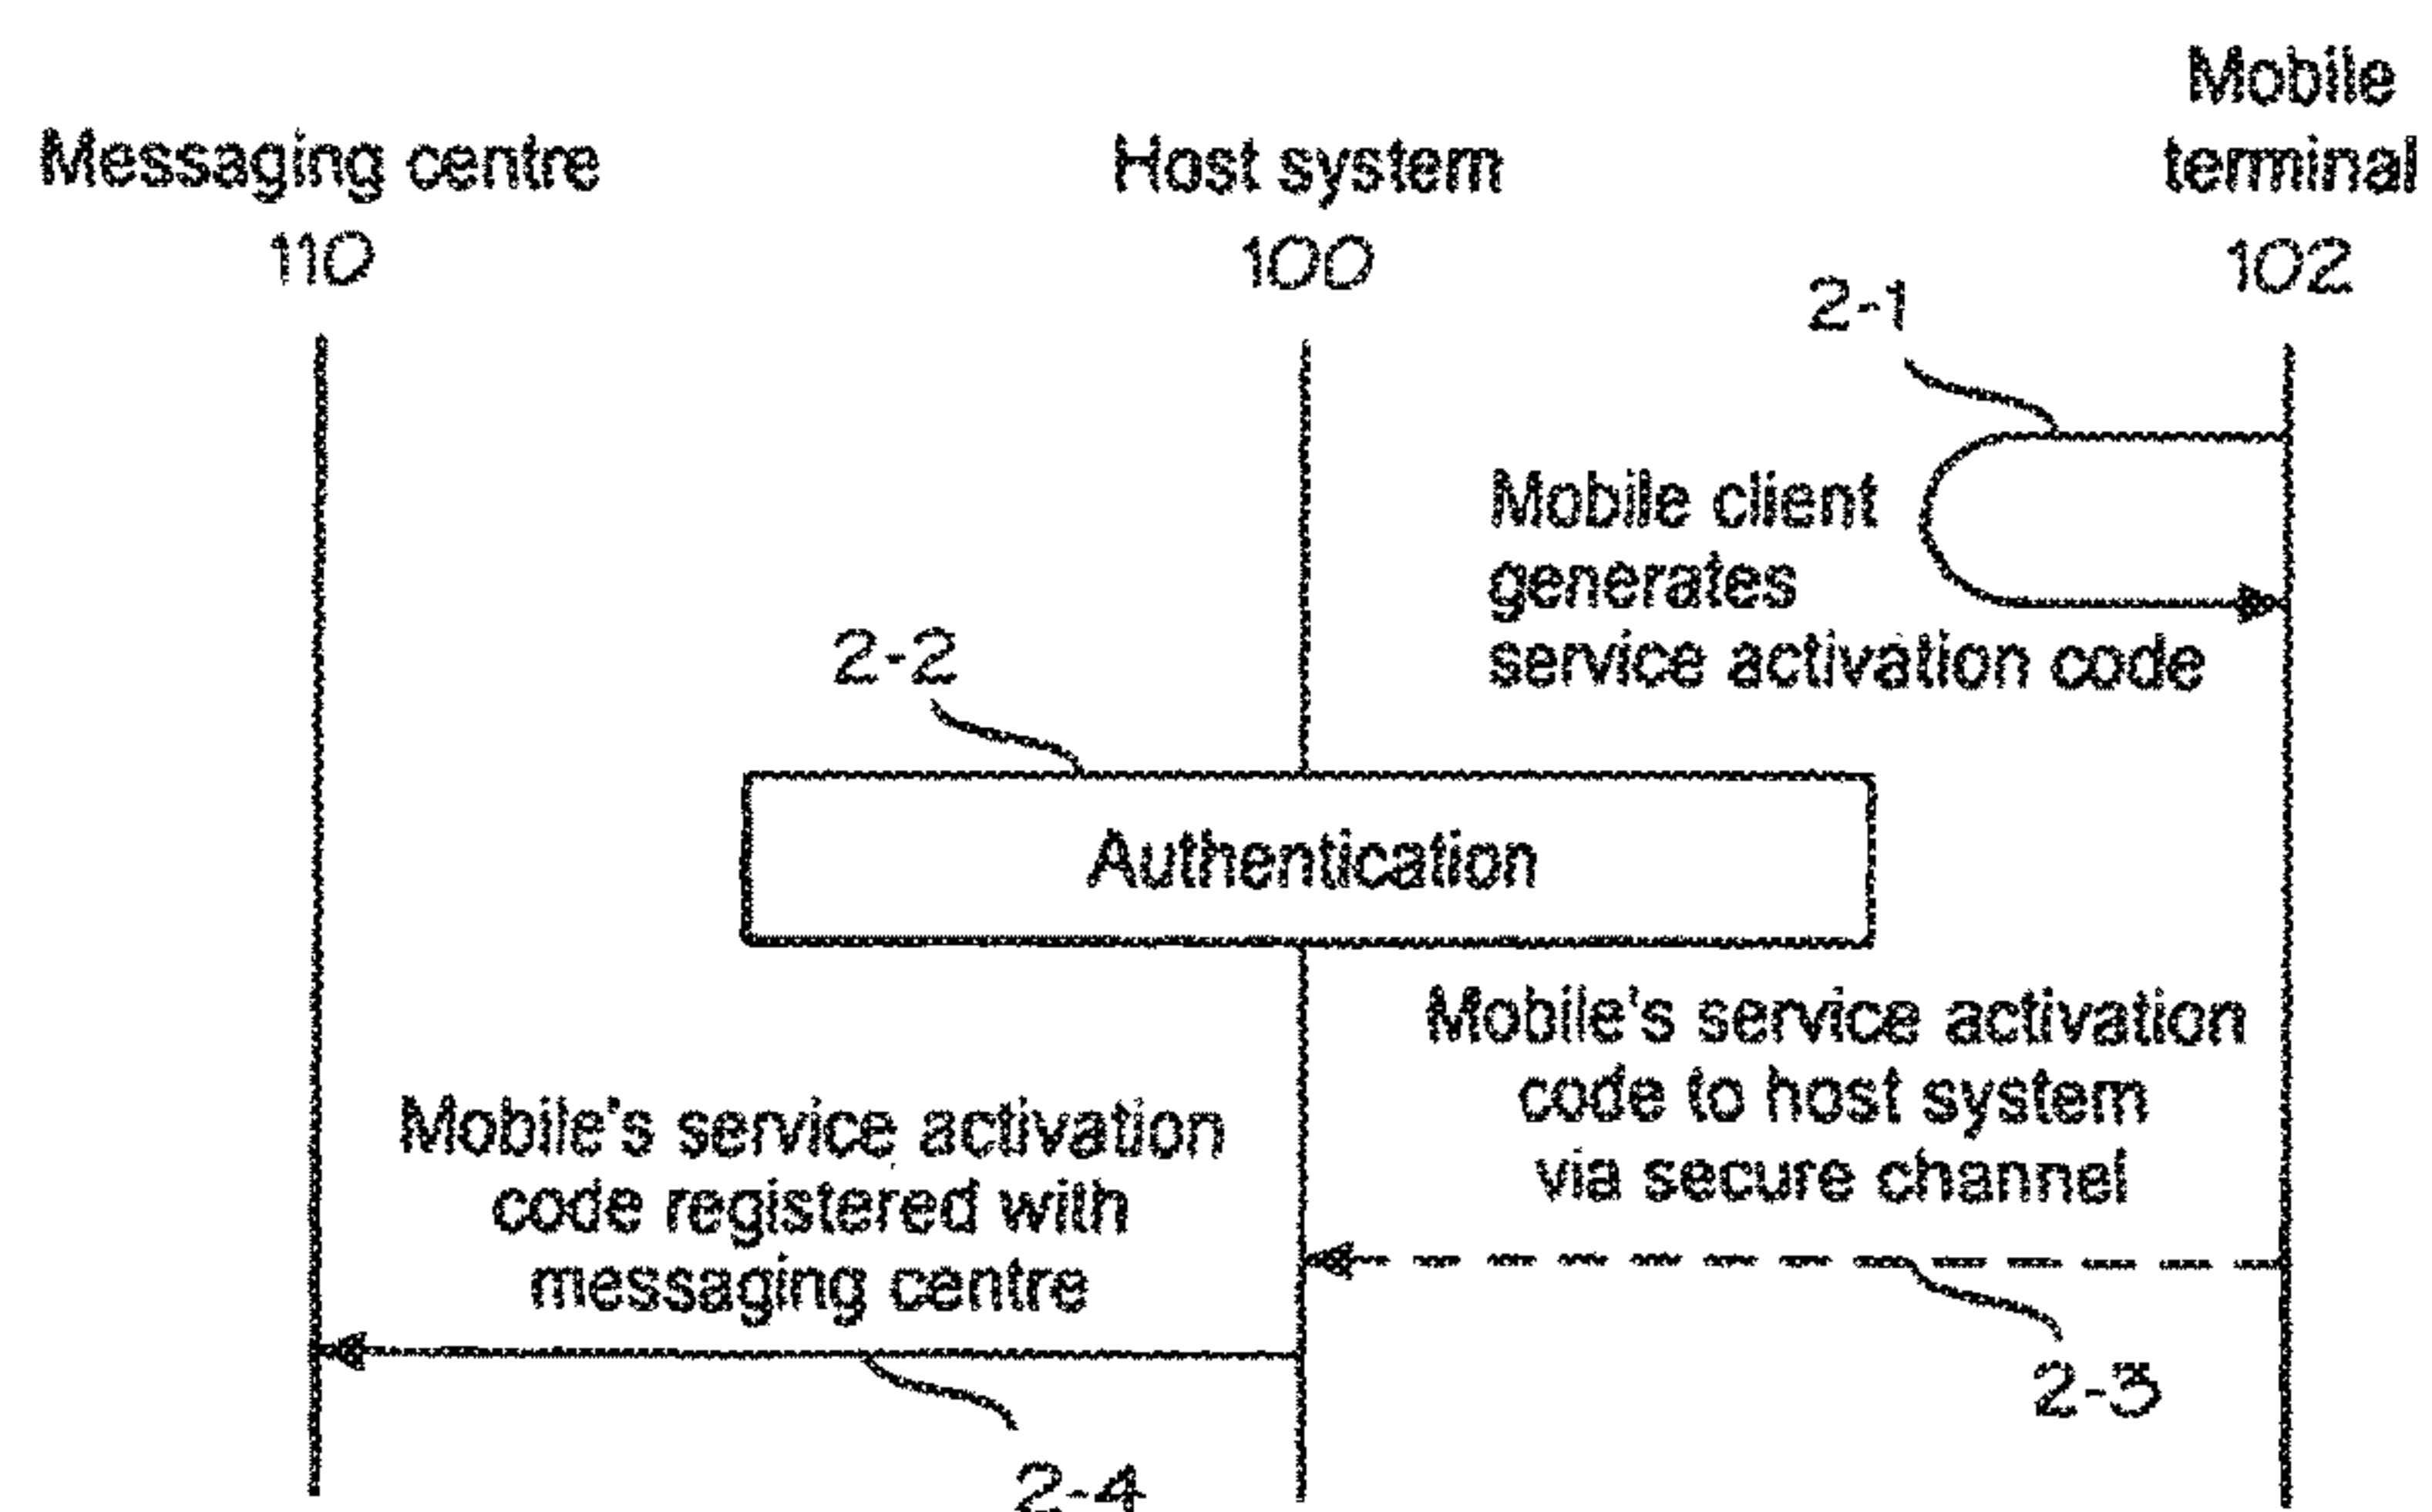 Messaging centre
110
Host system
100
Mobile
terminal
102
2-1
Mobile client
generates
service activation code
2-2
Authentication
Mobile's service activation
code to host system
via secure channel
2-3
Mobile's service activation
code registered with
messaging centre
2-4